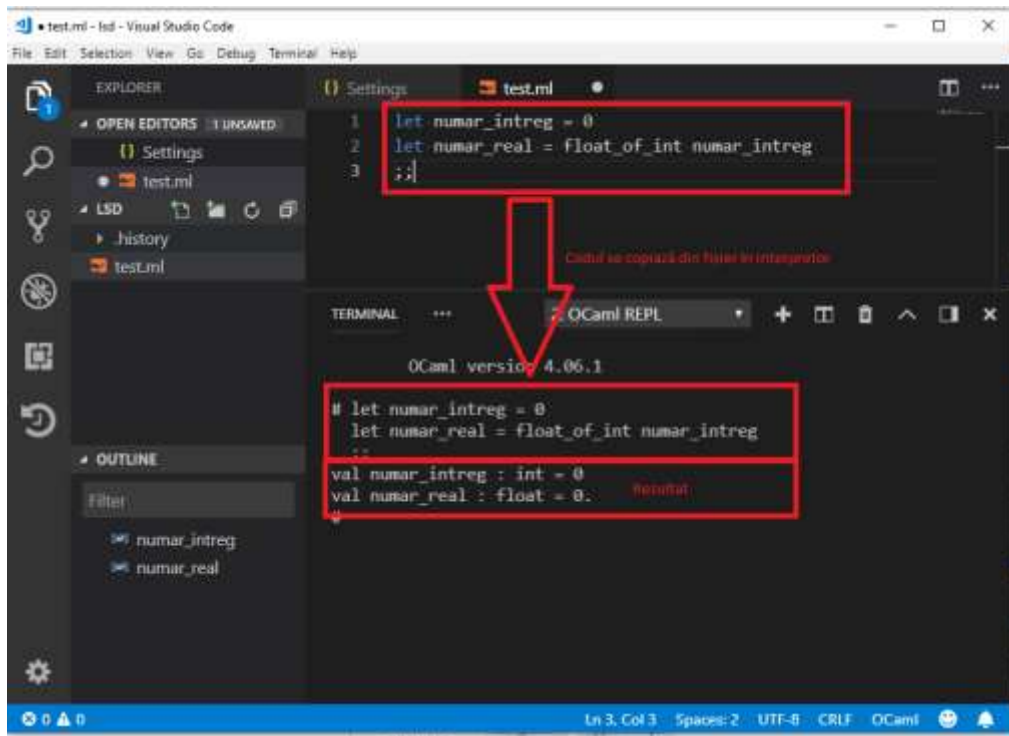 ● test.ml - lsd - Visual Studio Code
File Edit Selection View Go Debug Terminal Help
EXPLORER
OPEN EDITORS 1 UNSAVED
{} Settings
● test.ml
LSD
.history
test.ml
OUTLINE
Filter
numar_intreg
numar_real
{} Settings
test.ml ●
1 let numar_intreg = 0
2 let numar_real = float_of_int numar_intreg
3 ;;
Codul se copiază din fisier in interpretor
TERMINAL ···
2: OCaml REPL
OCaml version 4.06.1
# let numar_intreg = 0
let numar_real = float_of_int numar_intreg
;;
val numar_intreg : int = 0
val numar_real : float = 0.
Rezultat
#
1
0 0
Ln 3, Col 3 Spaces: 2 UTF-8 CRLF OCaml